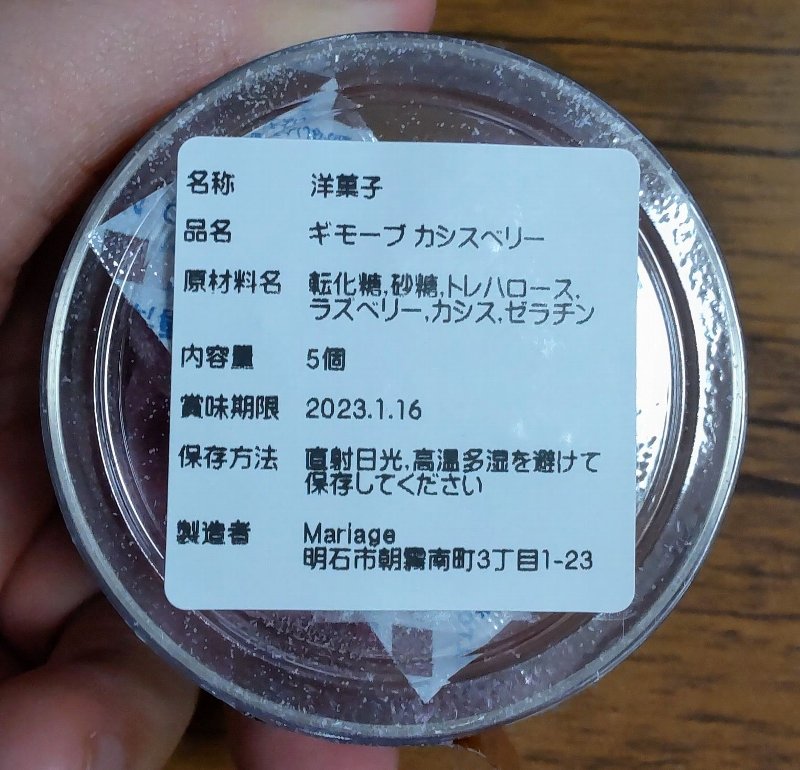 名称 洋菓子
品名 ギモーブ カシスベリー
原材料名 転化糖,砂糖,トレハロース,
ラズベリー,カシス,ゼラチン
内容量 5個
賞味期限 2023.1.16
保存方法 直射日光,高温多湿を避けて
保存してください
製造者 Mariage
明石市朝霧南町3丁目1-23